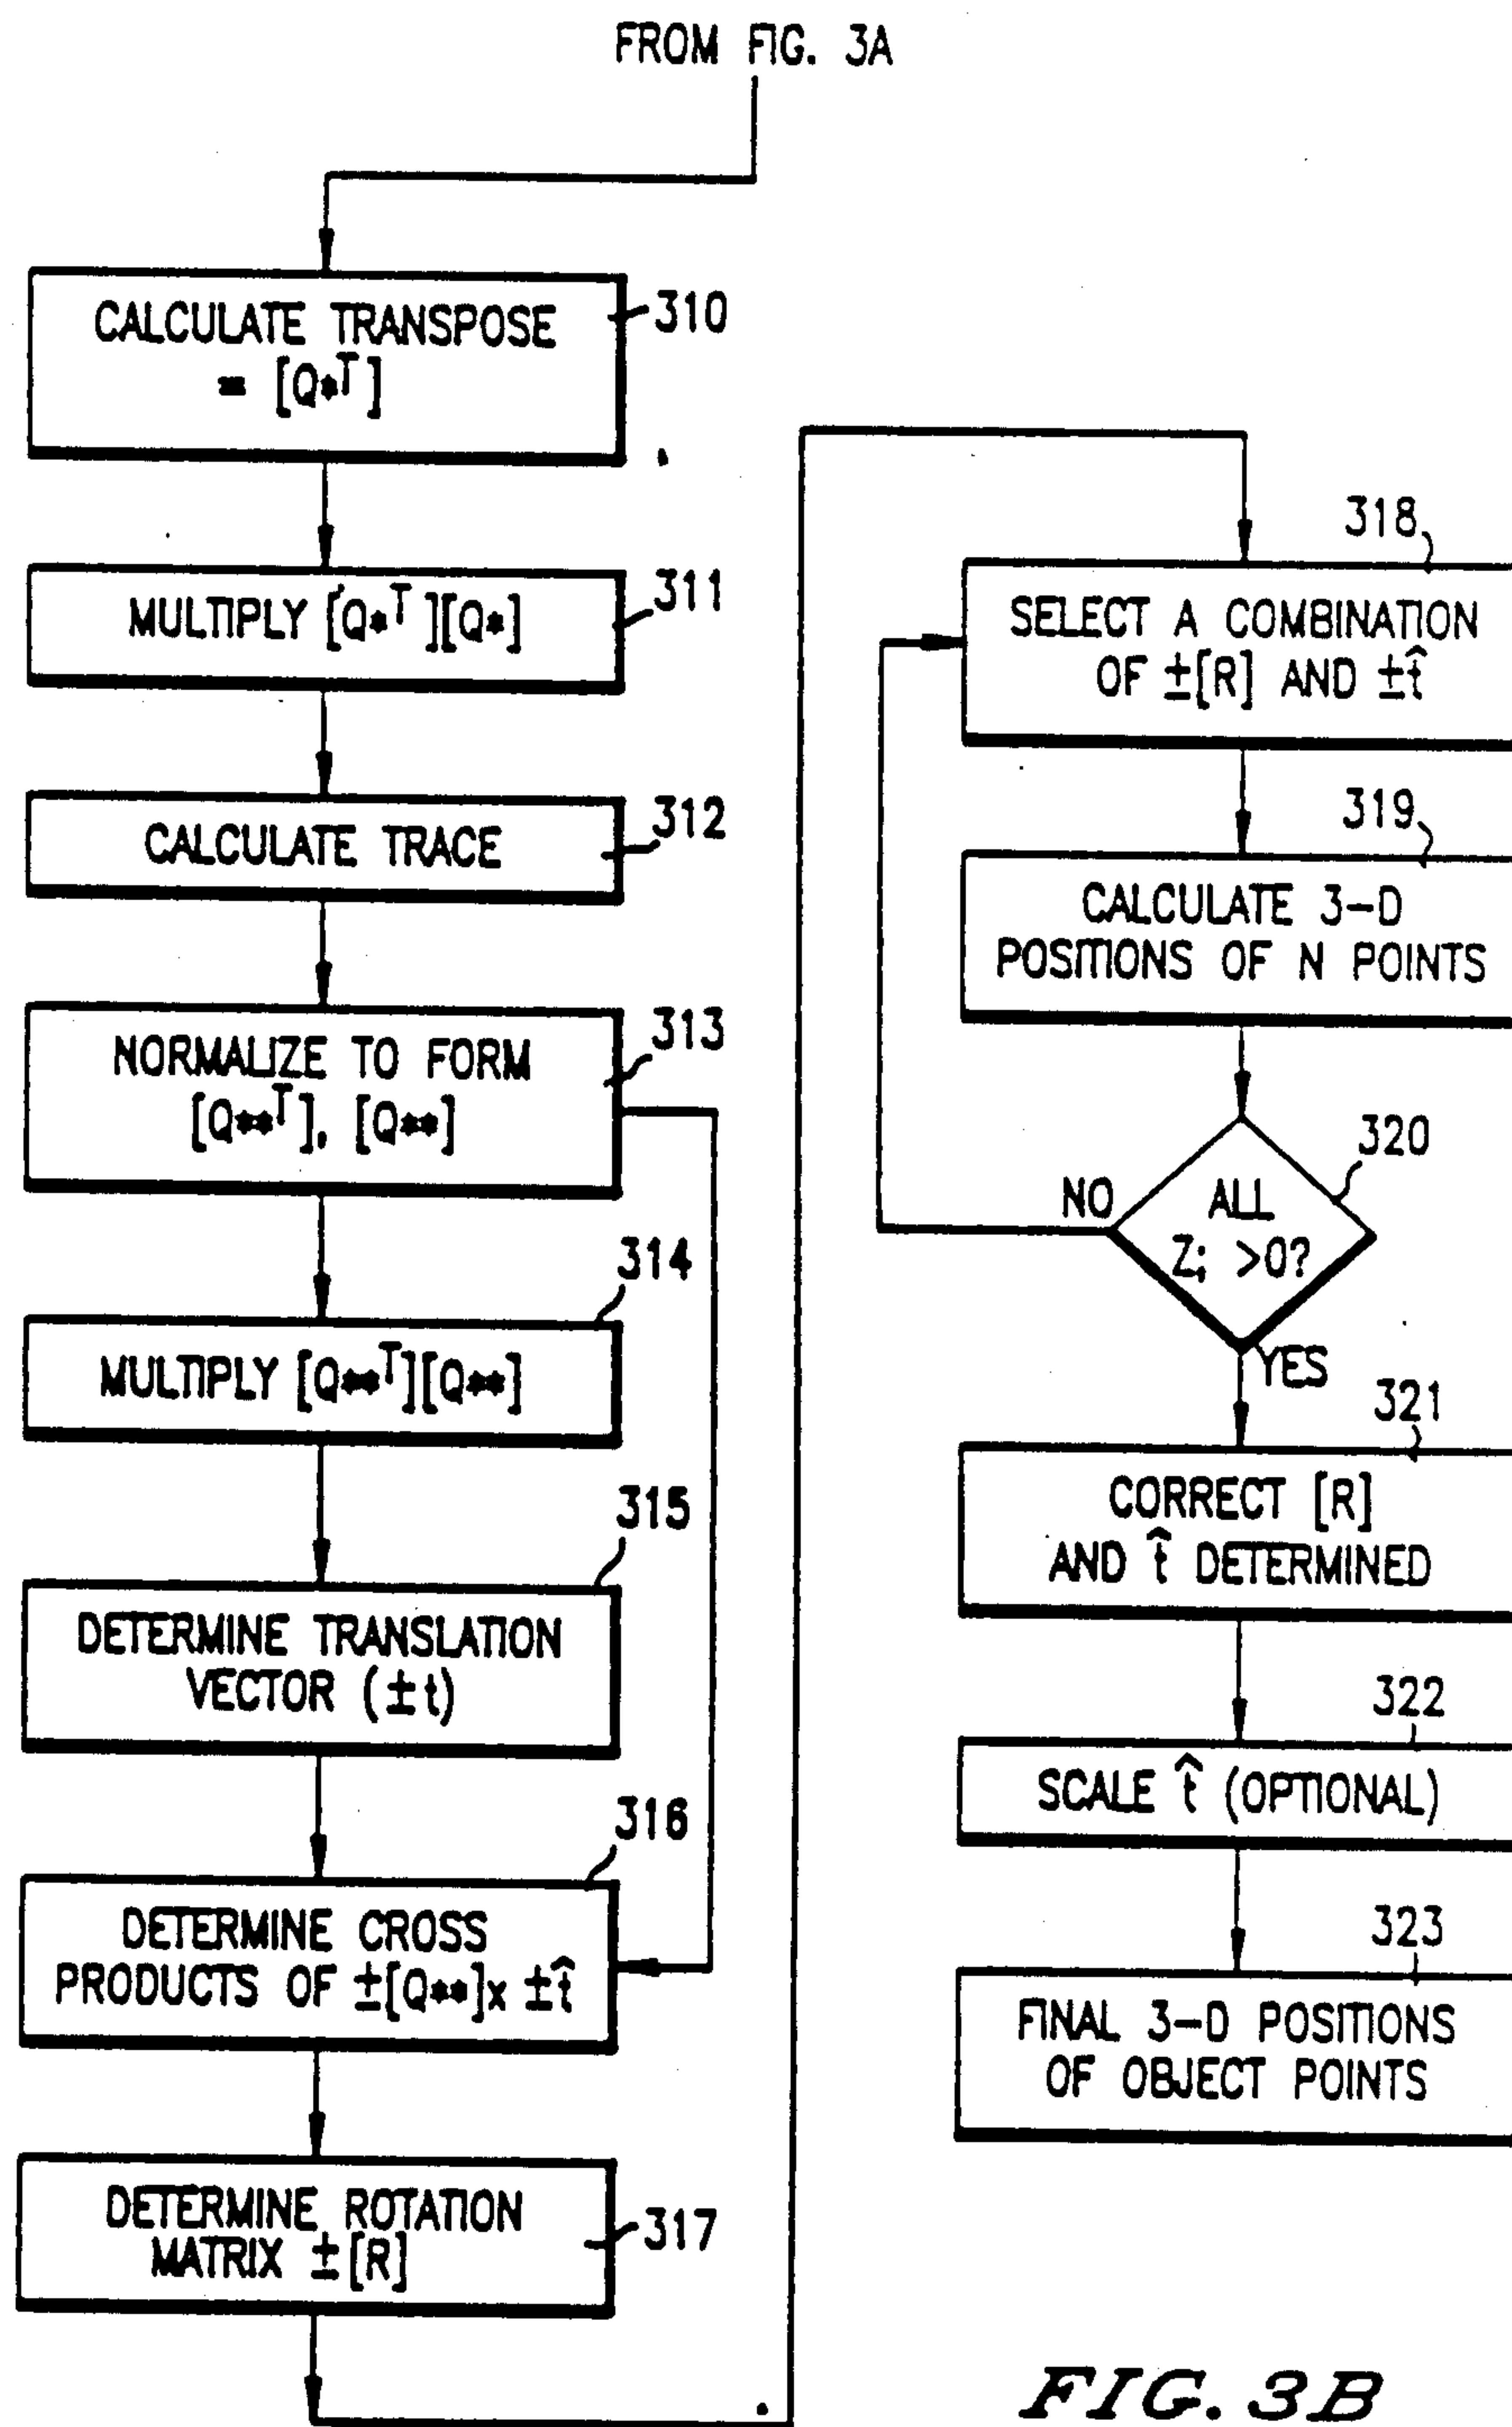 FROM FIG. 3A
CALCULATE TRANSPOSE
= [Q*ᵀ]
310
MULTIPLY [Q*ᵀ][Q*]
311
CALCULATE TRACE
312
NORMALIZE TO FORM
[Q**ᵀ], [Q**]
313
314
MULTIPLY [Q**ᵀ][Q**]
315
DETERMINE TRANSLATION
VECTOR (±t)
316
DETERMINE CROSS
PRODUCTS OF ±[Q**]x ±t̂
DETERMINE ROTATION
MATRIX ±[R]
317
318
SELECT A COMBINATION
OF ±[R] AND ±t̂
319
CALCULATE 3-D
POSITIONS OF N POINTS
320
NO
ALL
Z; >0?
YES
321
CORRECT [R]
AND t̂ DETERMINED
322
SCALE t̂ (OPTIONAL)
323
FINAL 3-D POSITIONS
OF OBJECT POINTS
FIG. 3B